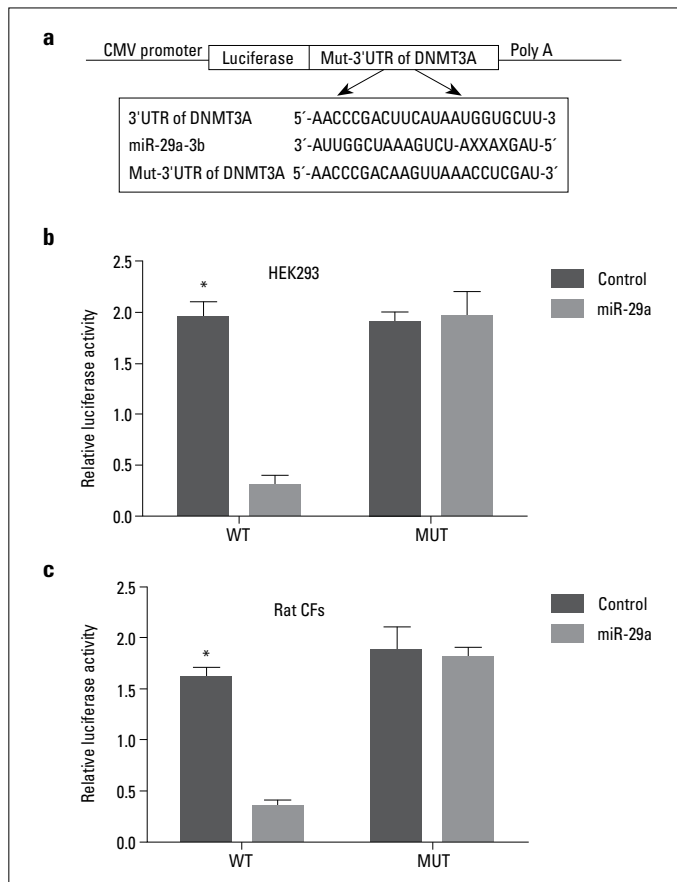 a
CMV promoter Luciferase Mut-3'UTR of DNMT3A Poly A
3'UTR of DNMT3A 5´-AACCCGACUUCAUAAUGGUGCUU-3
miR-29a-3b 3´-AUUGGCUAAAGUCU-AXXAXGAU-5´
Mut-3'UTR of DNMT3A 5´-AACCCGACAAGUUAAACCUCGAU-3´
b
HEK293
Relative luciferase activity
2.5
2.0
1.5
1.0
0.5
0.0
*
WT MUT
Control
miR-29a
c
Rat CFs
Relative luciferase activity
2.5
2.0
1.5
1.0
0.5
0.0
*
WT MUT
Control
miR-29a